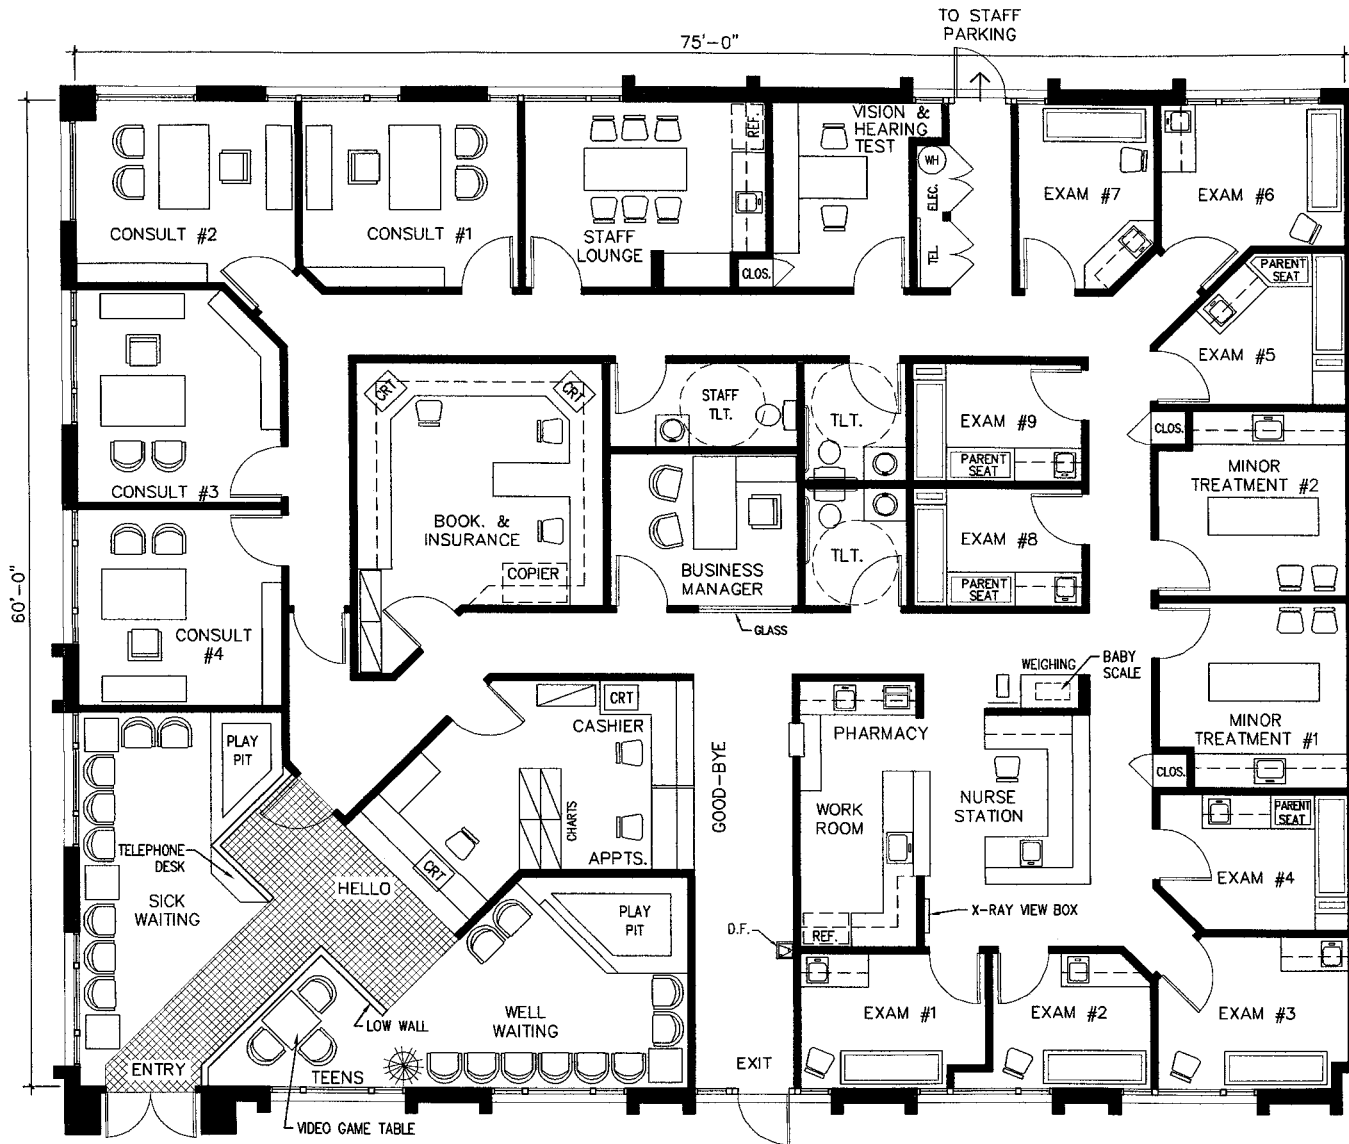 TO STAFF
PARKING
75'-0"
60'-0"
CONSULT #2
CONSULT #1
STAFF
LOUNGE
REF.
CLOS.
VISION &
HEARING
TEST
WH
ELEC.
TEL
EXAM #7
EXAM #6
PARENT
SEAT
EXAM #5
CONSULT #3
CRT
CRT
BOOK. &
INSURANCE
COPIER
STAFF
TLT.
TLT.
EXAM #9
PARENT
SEAT
CLOS.
MINOR
TREATMENT #2
BUSINESS
MANAGER
GLASS
TLT.
EXAM #8
PARENT
SEAT
CONSULT
#4
WEIGHING
BABY
SCALE
MINOR
TREATMENT #1
CLOS.
PLAY
PIT
CRT
CASHIER
CHARTS
APPTS.
CRT
GOOD-BYE
PHARMACY
WORK
ROOM
REF.
NURSE
STATION
X-RAY VIEW BOX
PARENT
SEAT
EXAM #4
TELEPHONE
DESK
SICK
WAITING
HELLO
PLAY
PIT
D.F.
WELL
WAITING
LOW WALL
EXAM #1
EXAM #2
EXAM #3
ENTRY
TEENS
EXIT
VIDEO GAME TABLE